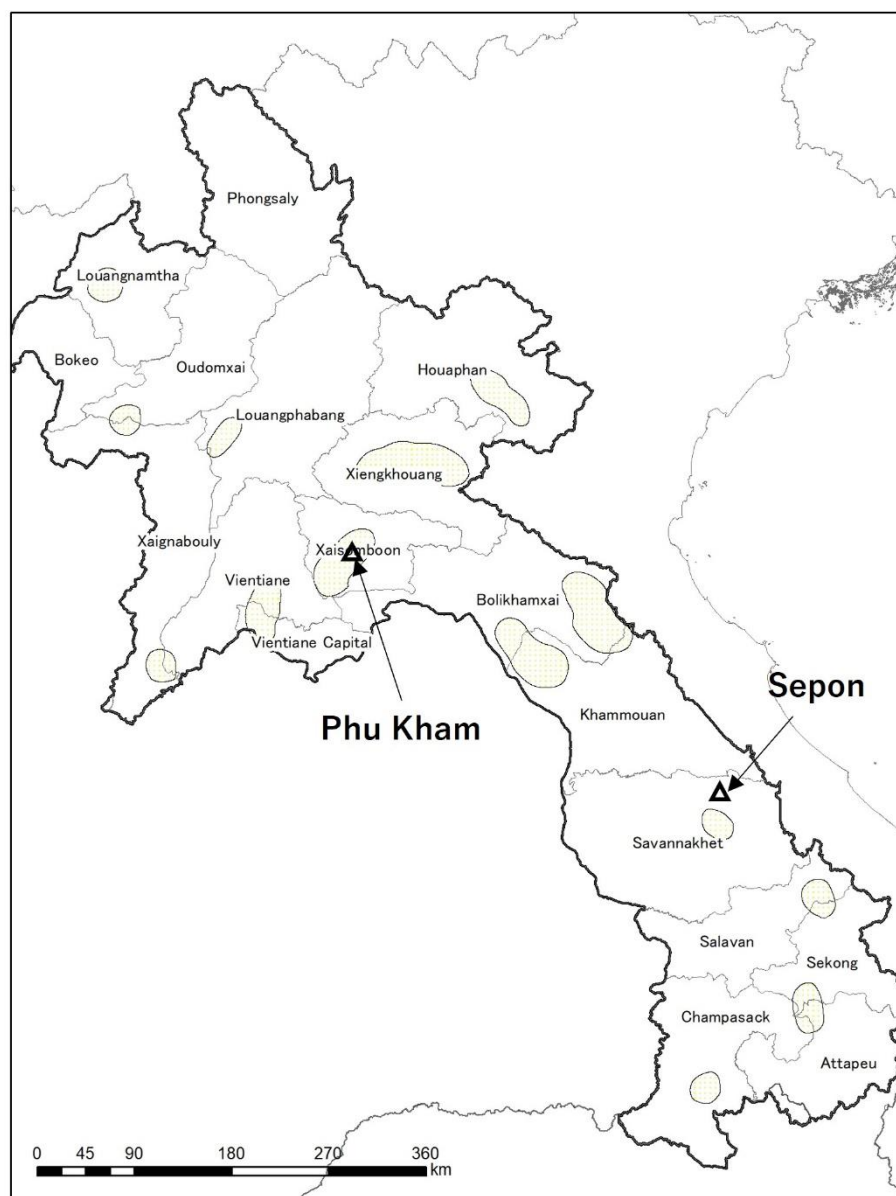 Phongsaly
Louangnamtha
Bokeo
Oudomxai
Houaphan
Louangphabang
Xiengkhouang
Xaignabouly
Xaisomboon
Vientiane
Bolikhamxai
Vientiane Capital
Phu Kham
Sepon
Khammouan
Savannakhet
Salavan
Sekong
Champasack
Attapeu
0 45 90 180 270 360
km